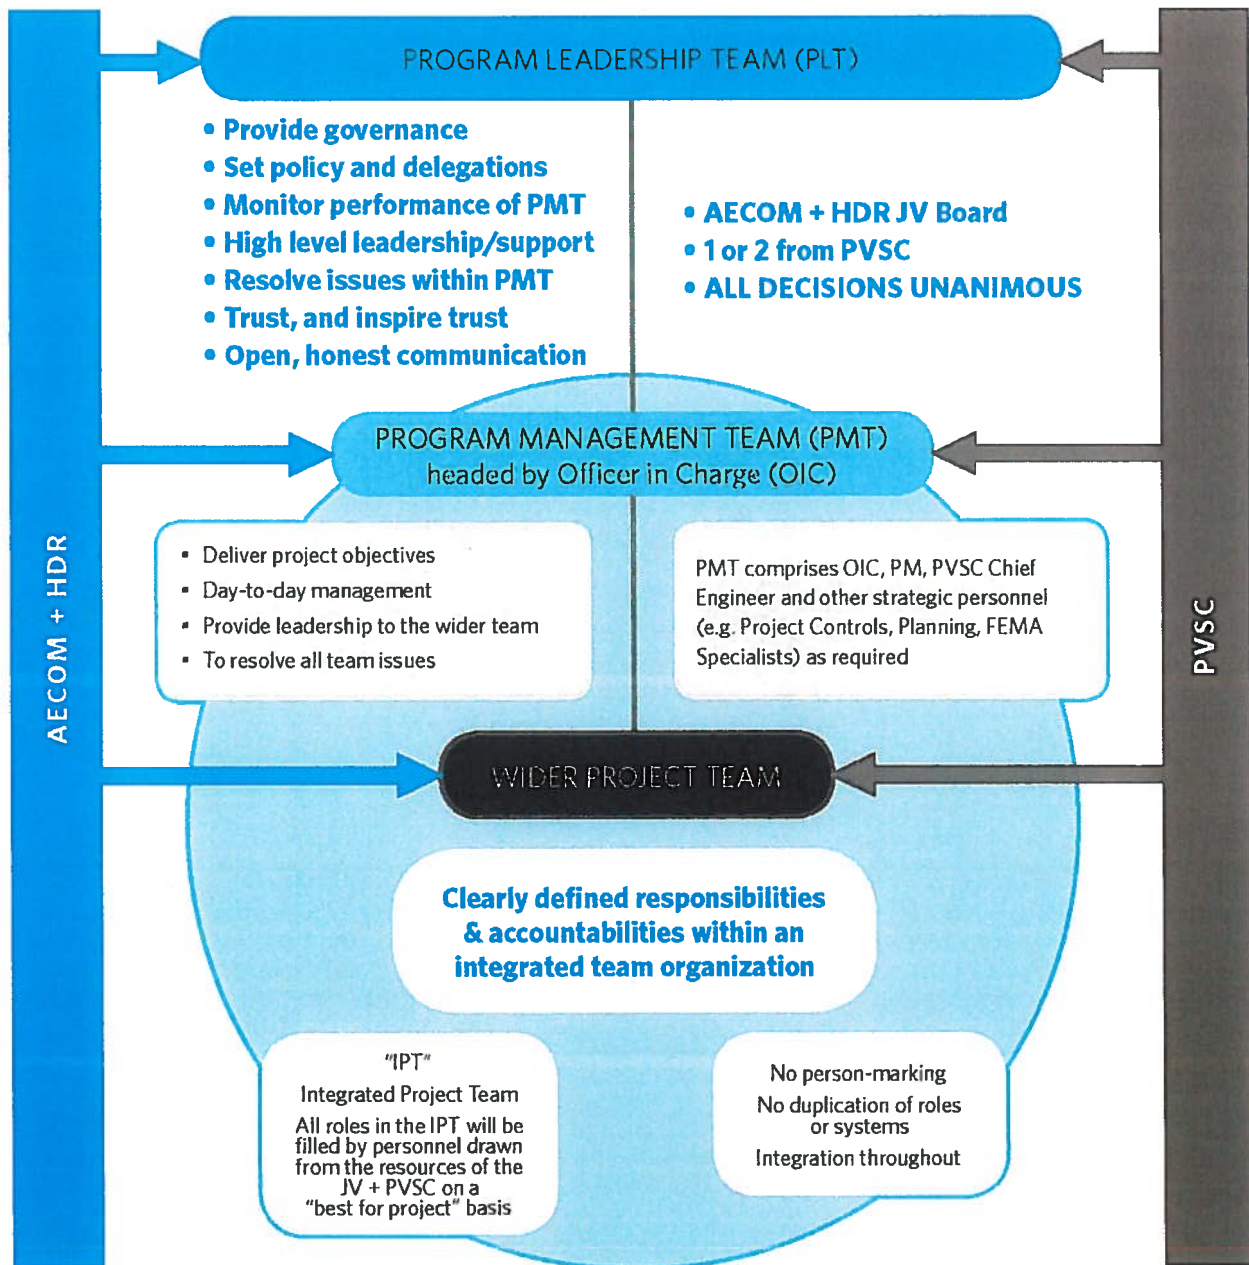 PROGRAM LEADERSHIP TEAM (PLT)
• Provide governance
• Set policy and delegations
• Monitor performance of PMT
• High level leadership/support
• Resolve issues within PMT
• Trust, and inspire trust
• Open, honest communication
• AECOM + HDR JV Board
• 1 or 2 from PVSC
• ALL DECISIONS UNANIMOUS
PROGRAM MANAGEMENT TEAM (PMT)
headed by Officer in Charge (OIC)
▪ Deliver project objectives
▪ Day-to-day management
▪ Provide leadership to the wider team
▪ To resolve all team issues
PMT comprises OIC, PM, PVSC Chief
Engineer and other strategic personnel
(e.g. Project Controls, Planning, FEMA
Specialists) as required
AECOM + HDR
PVSC
WIDER PROJECT TEAM
Clearly defined responsibilities
& accountabilities within an
integrated team organization
"IPT"
Integrated Project Team
All roles in the IPT will be
filled by personnel drawn
from the resources of the
JV + PVSC on a
"best for project" basis
No person-marking
No duplication of roles
or systems
Integration throughout